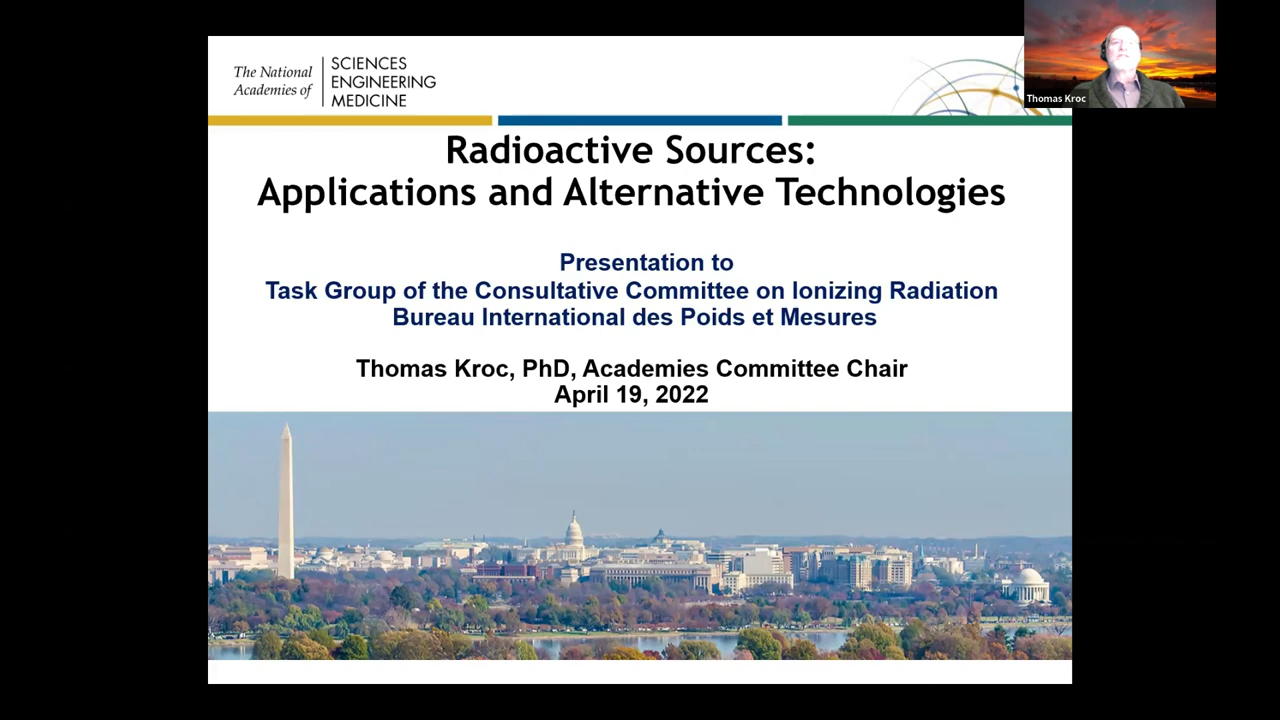 The National
Academies of
SCIENCES
ENGINEERING
MEDICINE
Thomas Kroc
Radioactive Sources:
Applications and Alternative Technologies
Presentation to
Task Group of the Consultative Committee on Ionizing Radiation
Bureau International des Poids et Mesures
Thomas Kroc, PhD, Academies Committee Chair
April 19, 2022